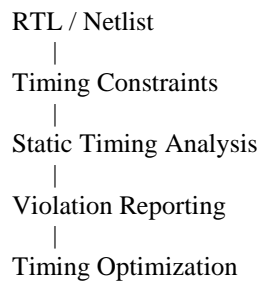 RTL / Netlist
|
Timing Constraints
|
Static Timing Analysis
|
Violation Reporting
|
Timing Optimization